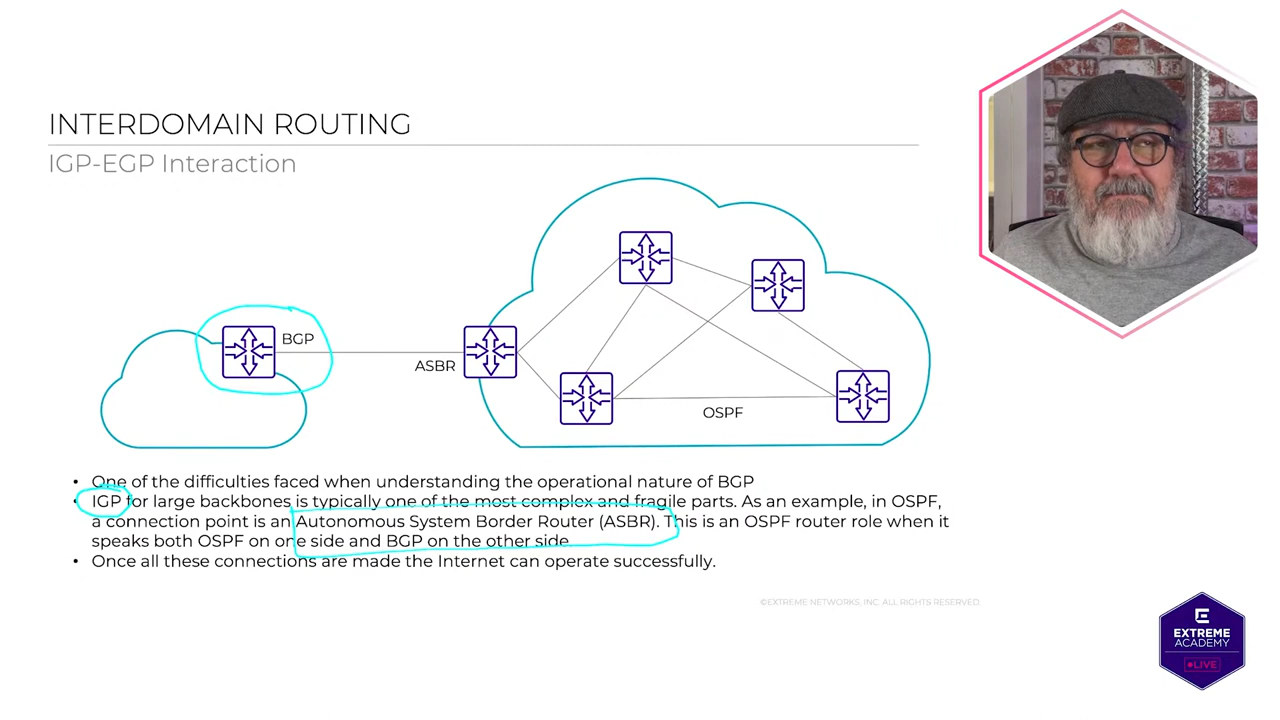 INTERDOMAIN ROUTING
IGP-EGP Interaction
BGP
ASBR
OSPF
• One of the difficulties faced when understanding the operational nature of BGP
• IGP for large backbones is typically one of the most complex and fragile parts. As an example, in OSPF,
a connection point is an Autonomous System Border Router (ASBR). This is an OSPF router role when it
speaks both OSPF on one side and BGP on the other side.
• Once all these connections are made the Internet can operate successfully.
©EXTREME NETWORKS, INC. ALL RIGHTS RESERVED.
E
EXTREME
ACADEMY
LIVE